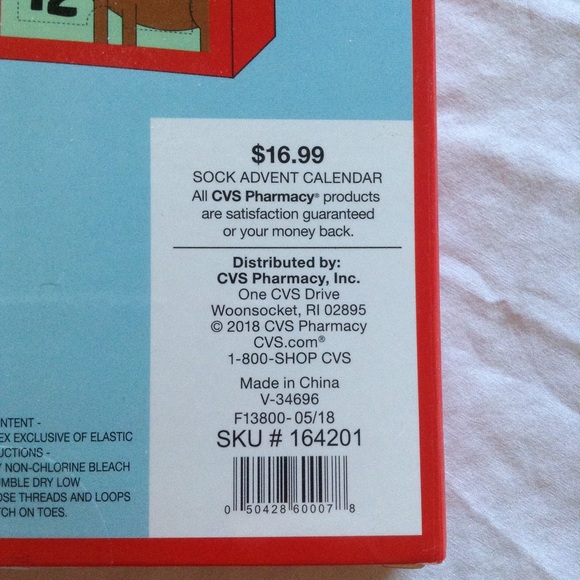 12
$16.99
SOCK ADVENT CALENDAR
All CVS Pharmacy® products
are satisfaction guaranteed
or your money back.
Distributed by:
CVS Pharmacy, Inc.
One CVS Drive
Woonsocket, RI 02895
© 2018 CVS Pharmacy
CVS.com®
1-800-SHOP CVS
Made in China
V-34696
F13800-05/18
SKU # 164201
0 50428 60007 8
NTENT -
EX EXCLUSIVE OF ELASTIC
UCTIONS -
Y NON-CHLORINE BLEACH
MBLE DRY LOW
OSE THREADS AND LOOPS
TCH ON TOES.